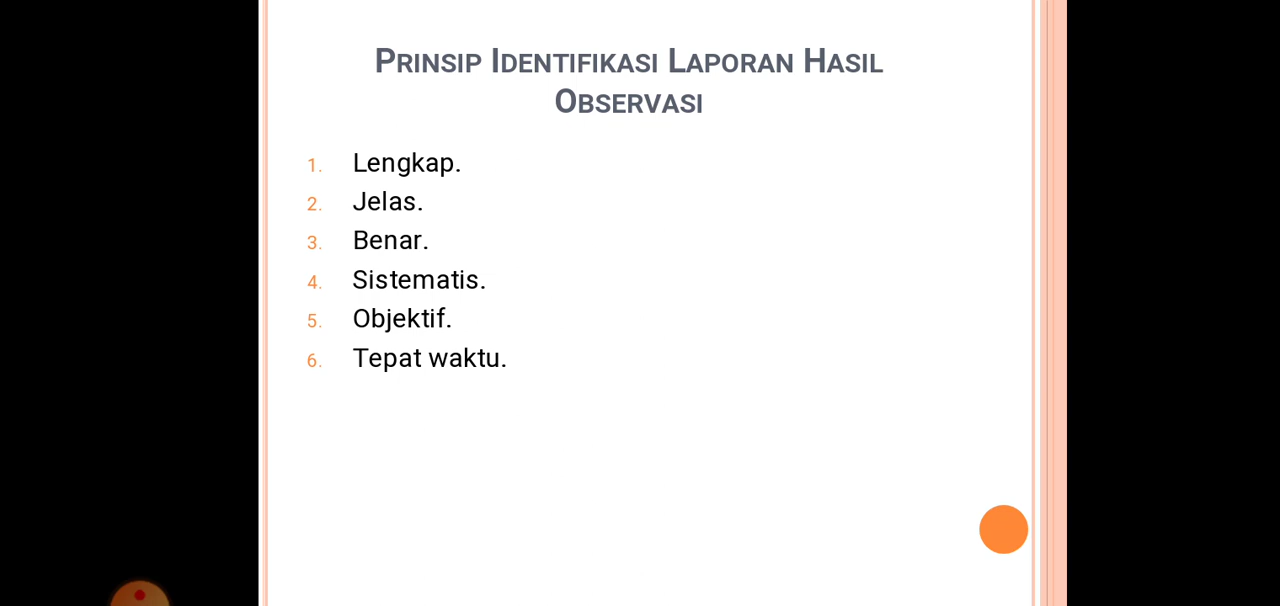 PRINSIP IDENTIFIKASI LAPORAN HASIL
OBSERVASI
1. Lengkap.
2. Jelas.
3. Benar.
4. Sistematis.
5. Objektif.
6. Tepat waktu.